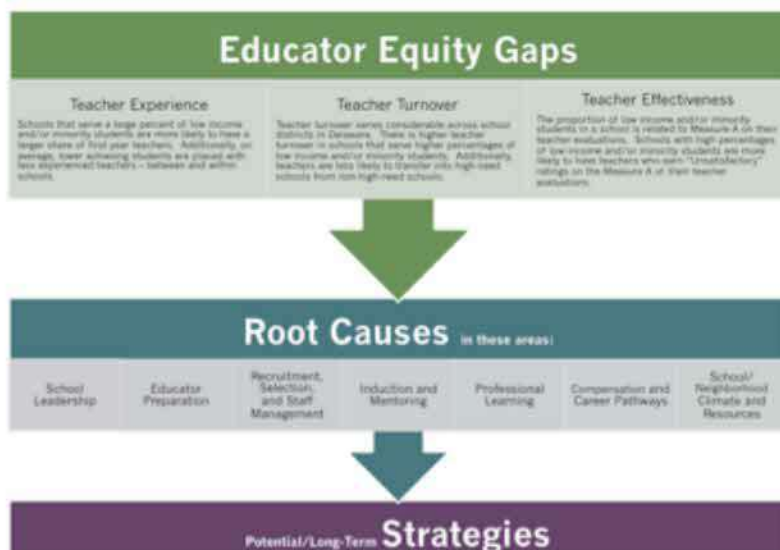 Educator Equity Gaps
Teacher Experience
Schools that serve a large percent of low income
and/or minority students are more likely to have a
larger share of first year teachers. Additionally, on
average, lower achieving students are placed with
less experienced teachers – between and within
schools.
Teacher Turnover
Teacher turnover varies considerably across school
districts in Delaware. There is higher teacher
turnover in schools that serve higher percentages of
low income and/or minority students. Additionally,
teachers are less likely to transfer into high-need
schools from non high-need schools.
Teacher Effectiveness
The proportion of low income and/or minority
students in a school is related to Measure A on their
teacher evaluations. Schools with high percentages
of low income and/or minority students are more
likely to have teachers who earn "Unsatisfactory"
ratings on the Measure A of their teacher
evaluations.
Root Causes in these areas:
School
Leadership
Educator
Preparation
Recruitment,
Selection,
and Staff
Management
Induction and
Mentoring
Professional
Learning
Compensation and
Career Pathways
School/
Neighborhood
Climate and
Resources
Potential/Long-Term Strategies